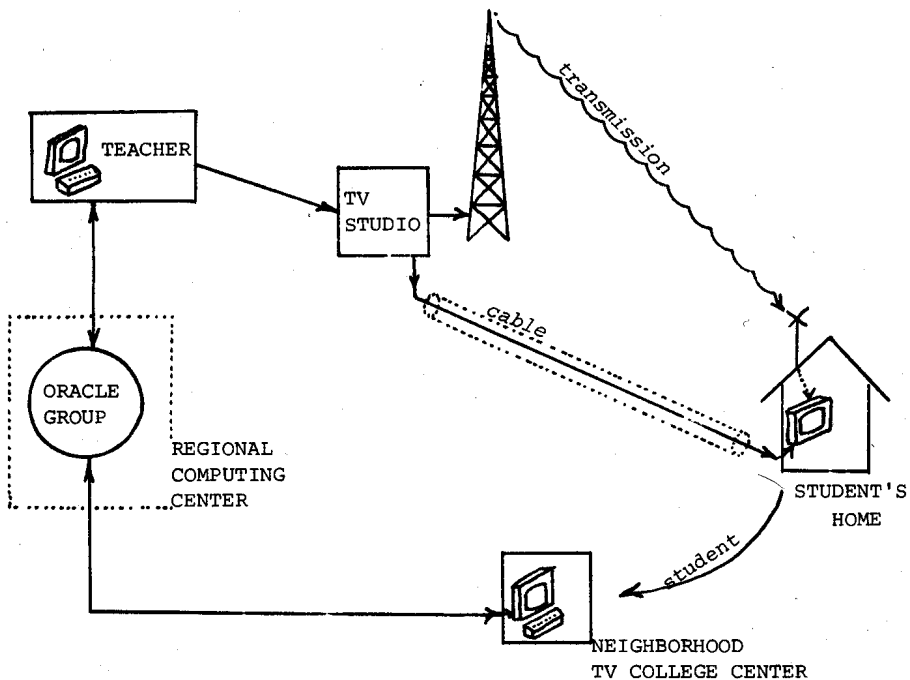 transmission
TEACHER
TV
STUDIO
cable
ORACLE
GROUP
REGIONAL
COMPUTING
CENTER
STUDENT'S
HOME
student
NEIGHBORHOOD
TV COLLEGE CENTER